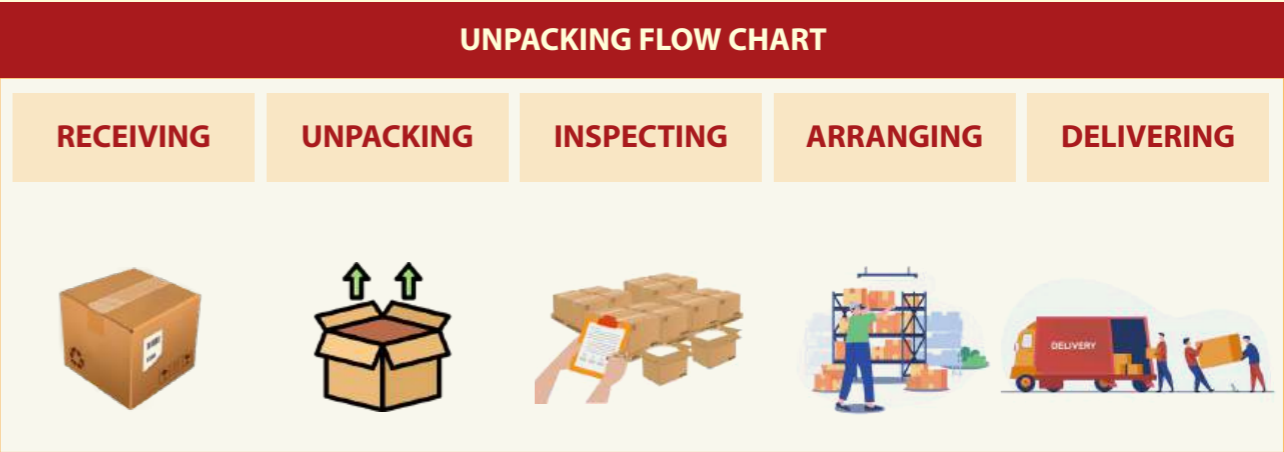 UNPACKING FLOW CHART
RECEIVING
UNPACKING
INSPECTING
ARRANGING
DELIVERING
DELIVERY